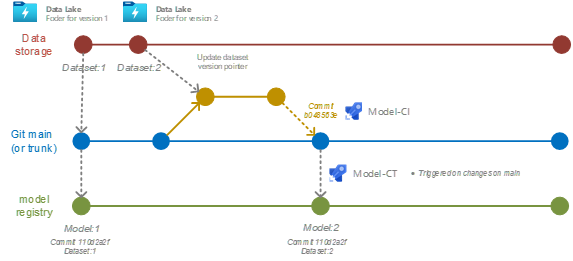 Data Lake
Foder for version 1
Data Lake
Foder for version 2
Data
storage
Dataset:1
Dataset:2
Update dataset
version pointer
Commit
b046503e
Model-CI
Git main
(or trunk)
Model-CT
• Triggered on changes on main
model
registry
Model:1
Commit 110d2a2f
Dataset:1
Model:2
Commit 110d2a2f
Dataset:2